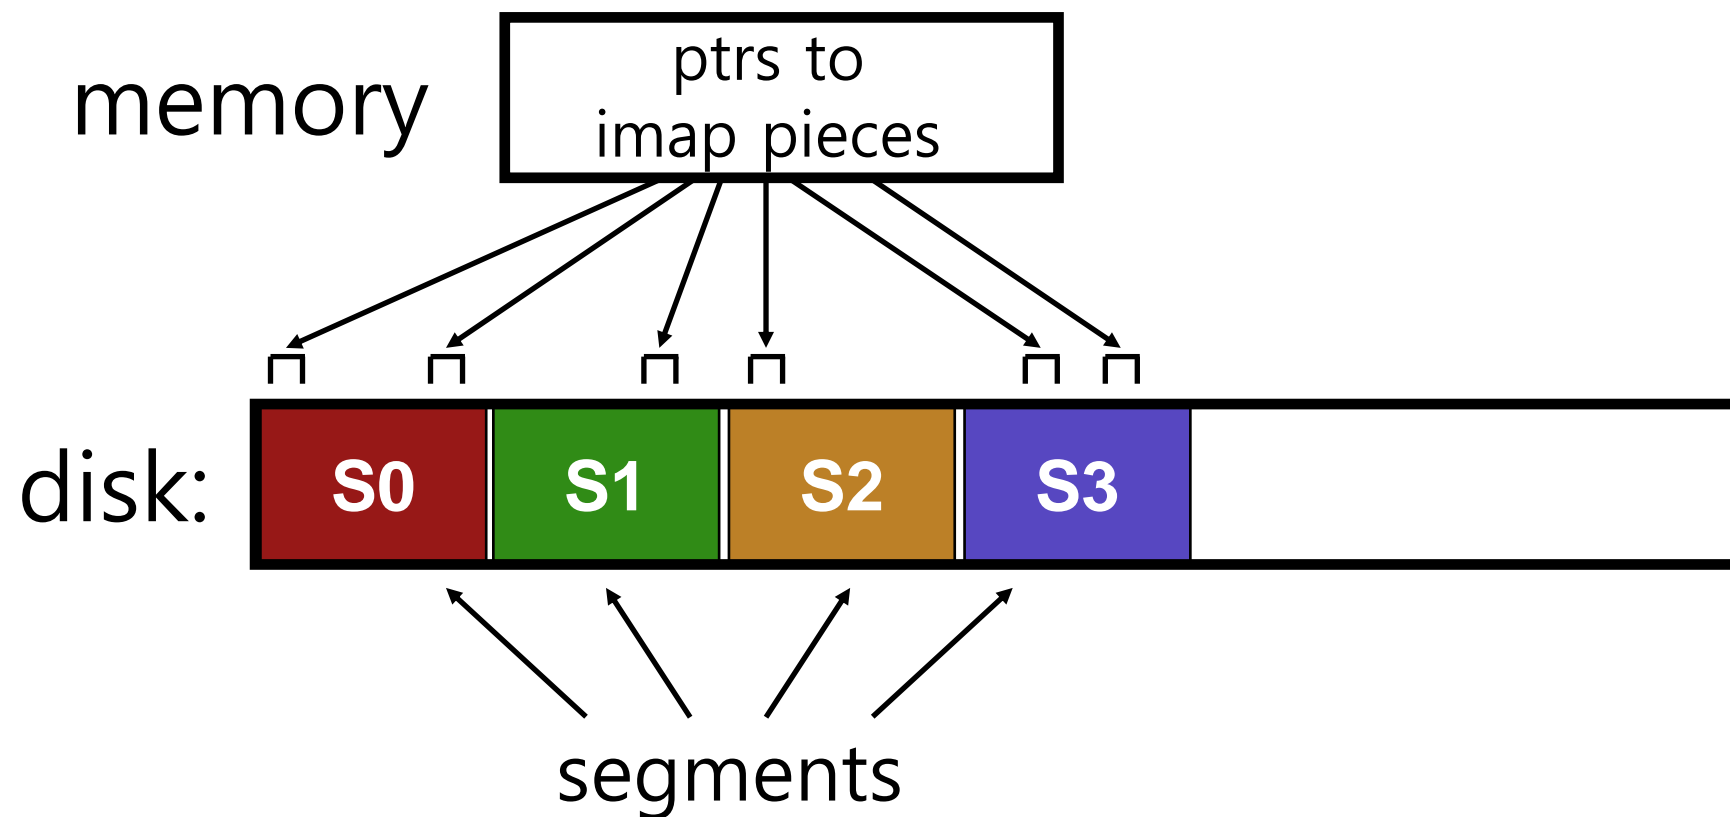 memory
ptrs to
imap pieces
disk:
S0
S1
S2
S3
segments